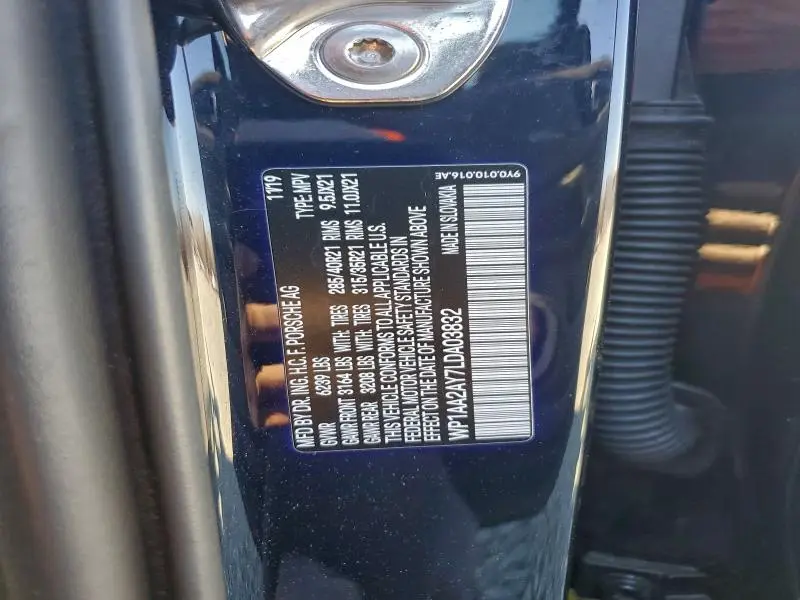 MFD BY DR. ING. H.C. F. PORSCHE AG 11/19
GVWR 6239 LBS TYPE: MPV
GAWR FRONT 3164 LBS WITH: TIRES 285/40R21 RIMS 9.5JX21
GAWR REAR 3208 LBS WITH: TIRES 315/35R21 RIMS 11.0JX21
THIS VEHICLE CONFORMS TO ALL APPLICABLE U.S.
FEDERAL MOTOR VEHICLE SAFETY STANDARDS IN
EFFECT ON THE DATE OF MANUFACTURE SHOWN ABOVE
WP1AA2AY7LDA03832 MADE IN SLOVAKIA
9Y0.010.016.AE